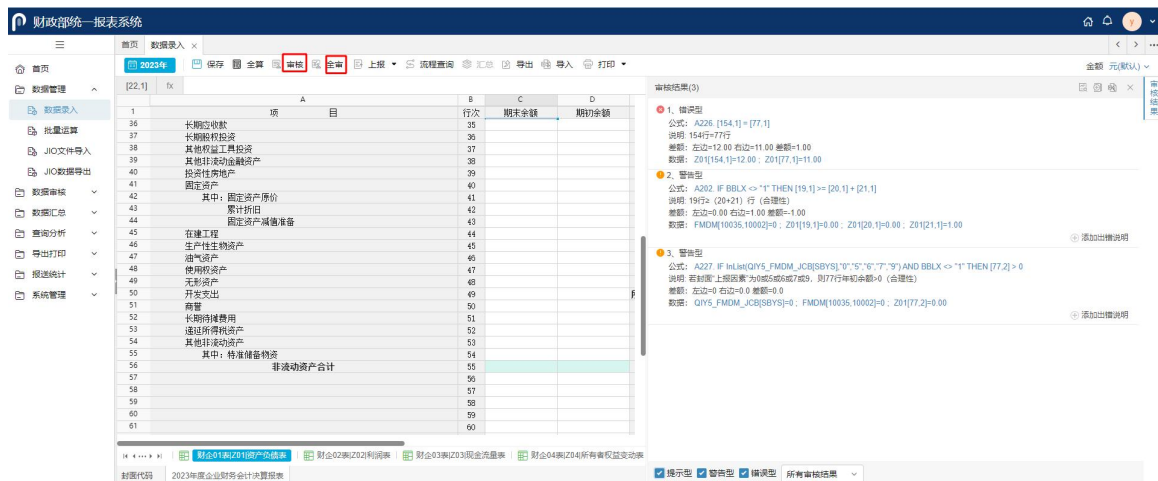 财政部统一报表系统
y
首页 数据录入 ×
首页
数据管理
数据录入
批量运算
JIO文件导入
JIO数据导出
数据审核
数据汇总
查询分析
导出打印
报送统计
系统管理
2023年 保存 全算 审核 全审 上报 流程查询 汇总 导出 导入 打印
金额 元(默认)
[22,1] fx
A B C D
1 项 目 行次 期末余额 期初余额
36 长期应收款 35
37 长期股权投资 36
38 其他权益工具投资 37
39 其他非流动金融资产 38
40 投资性房地产 39
41 固定资产 40
42 其中：固定资产原价 41
43 累计折旧 42
44 固定资产减值准备 43
45 在建工程 44
46 生产性生物资产 45
47 油气资产 46
48 使用权资产 47
49 无形资产 48
50 开发支出 49
51 商誉 50
52 长期待摊费用 51
53 递延所得税资产 52
54 其他非流动资产 53
55 其中：特准储备物资 54
56 非流动资产合计 55
57 56
58 57
59 58
60 59
61 60
财企01表|Z01|资产负债表 财企02表|Z02|利润表 财企03表|Z03|现金流量表 财企04表|Z04|所有者权益变动表
封面代码 2023年度企业财务会计决算报表
审核结果(3)
审核结果
1、错误型
公式： A226. [154,1] = [77,1]
说明: 154行=77行
差额：左边=12.00 右边=11.00 差额=1.00
数据： Z01[154,1]=12.00 ; Z01[77,1]=11.00
2、警告型
公式： A202. IF BBLX <> "1" THEN [19,1] >= [20,1] + [21,1]
说明: 19行≥（20+21）行（合理性）
差额：左边=0.00 右边=1.00 差额=-1.00
数据： FMDM[10035,10002]=0 ; Z01[19,1]=0.00 ; Z01[20,1]=0.00 ; Z01[21,1]=1.00
添加出错说明
3、警告型
公式： A227. IF InList(QIY5_FMDM_JCB[SBYS],"0","5","6","7","9") AND BBLX <> "1" THEN [77,2] > 0
说明: 若封面"上报因素"为0或5或6或7或9，则77行年初余额>0（合理性）
差额：左边=0 右边=0.0 差额=0.0
数据： QIY5_FMDM_JCB[SBYS]=0 ; FMDM[10035,10002]=0 ; Z01[77,2]=0.00
添加出错说明
提示型 警告型 错误型 所有审核结果